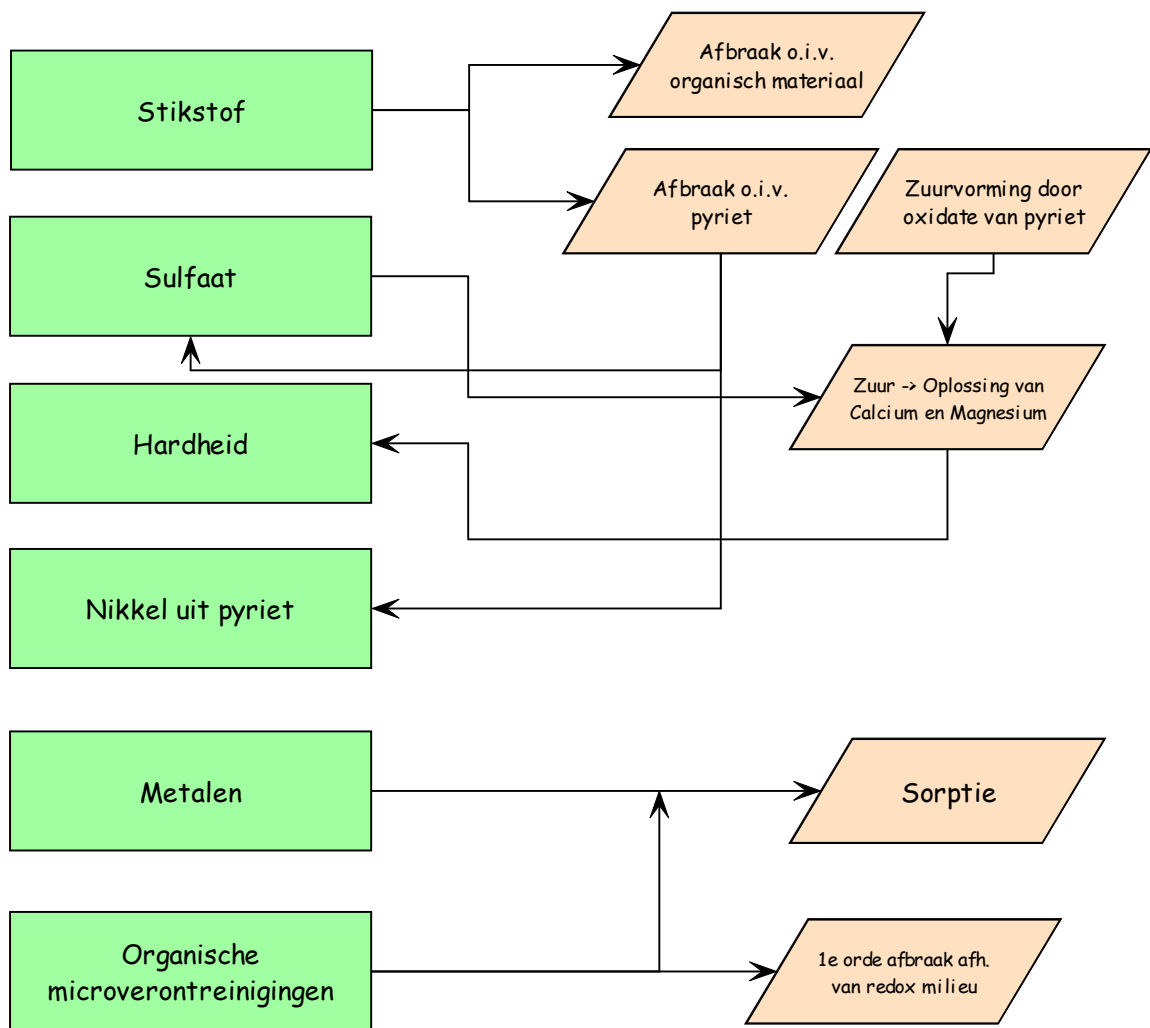 Stikstof
Afbraak o.i.v.
organisch materiaal
Afbraak o.i.v.
pyriet
Zuurvorming door
oxidate van pyriet
Sulfaat
Zuur -> Oplossing van
Calcium en Magnesium
Hardheid
Nikkel uit pyriet
Metalen
Sorptie
Organische
microverontreinigingen
1e orde afbraak afh.
van redox milieu